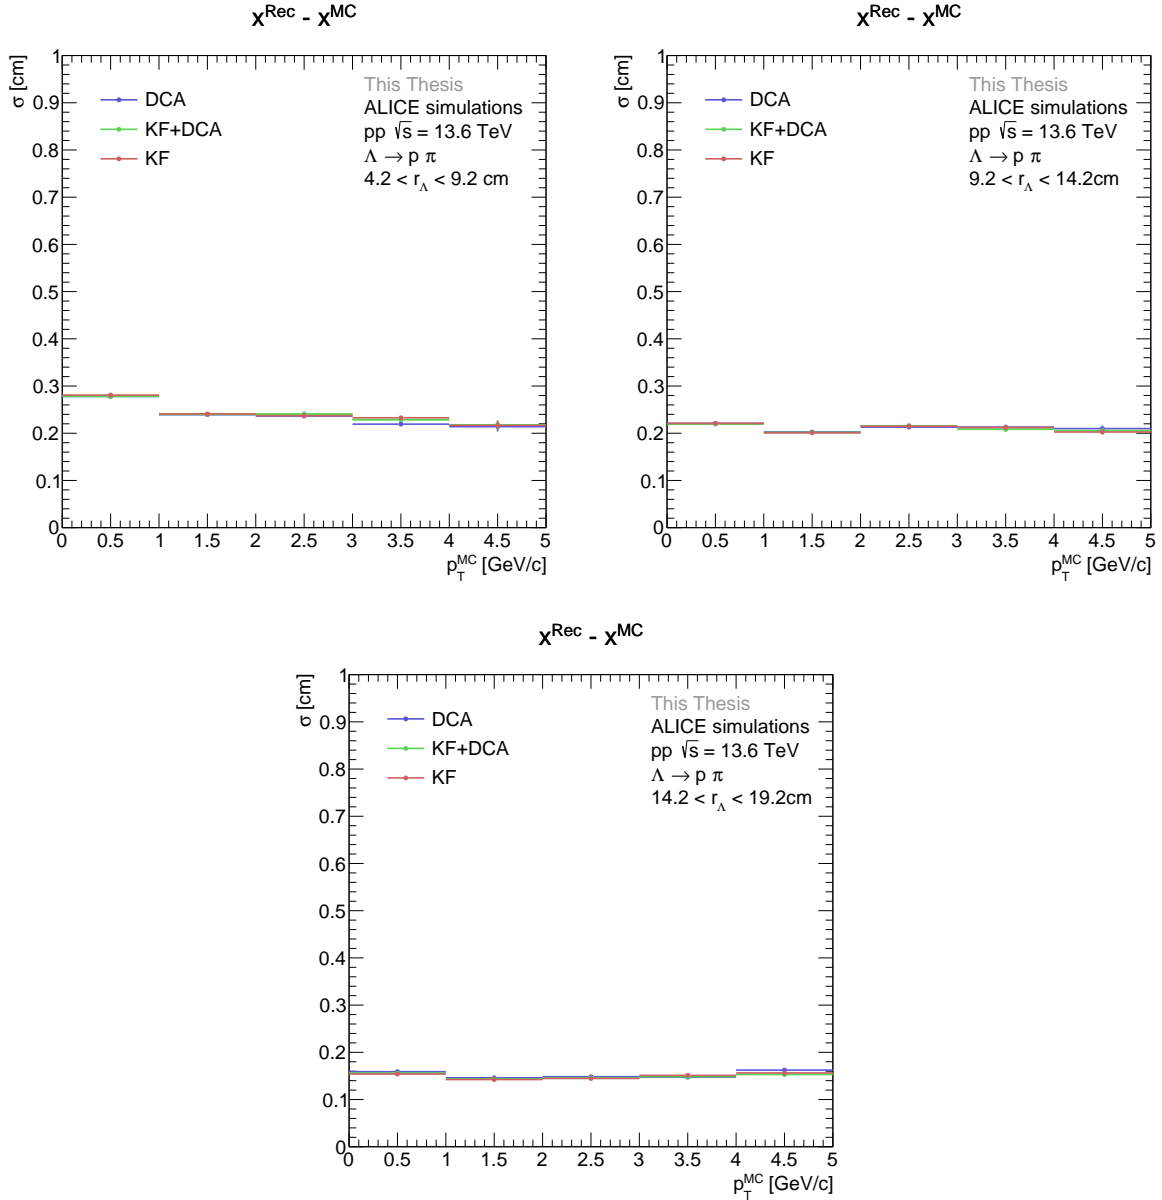 x^Rec - x^MC
σ [cm]
This Thesis
ALICE simulations
pp √s = 13.6 TeV
Λ → p π
4.2 < r_Λ < 9.2 cm
DCA
KF+DCA
KF
1
0.9
0.8
0.7
0.6
0.5
0.4
0.3
0.2
0.1
0
0 0.5 1 1.5 2 2.5 3 3.5 4 4.5 5
p_T^MC [GeV/c]
x^Rec - x^MC
σ [cm]
This Thesis
ALICE simulations
pp √s = 13.6 TeV
Λ → p π
9.2 < r_Λ < 14.2cm
DCA
KF+DCA
KF
1
0.9
0.8
0.7
0.6
0.5
0.4
0.3
0.2
0.1
0
0 0.5 1 1.5 2 2.5 3 3.5 4 4.5 5
p_T^MC [GeV/c]
x^Rec - x^MC
σ [cm]
This Thesis
ALICE simulations
pp √s = 13.6 TeV
Λ → p π
14.2 < r_Λ < 19.2cm
DCA
KF+DCA
KF
1
0.9
0.8
0.7
0.6
0.5
0.4
0.3
0.2
0.1
0
0 0.5 1 1.5 2 2.5 3 3.5 4 4.5 5
p_T^MC [GeV/c]